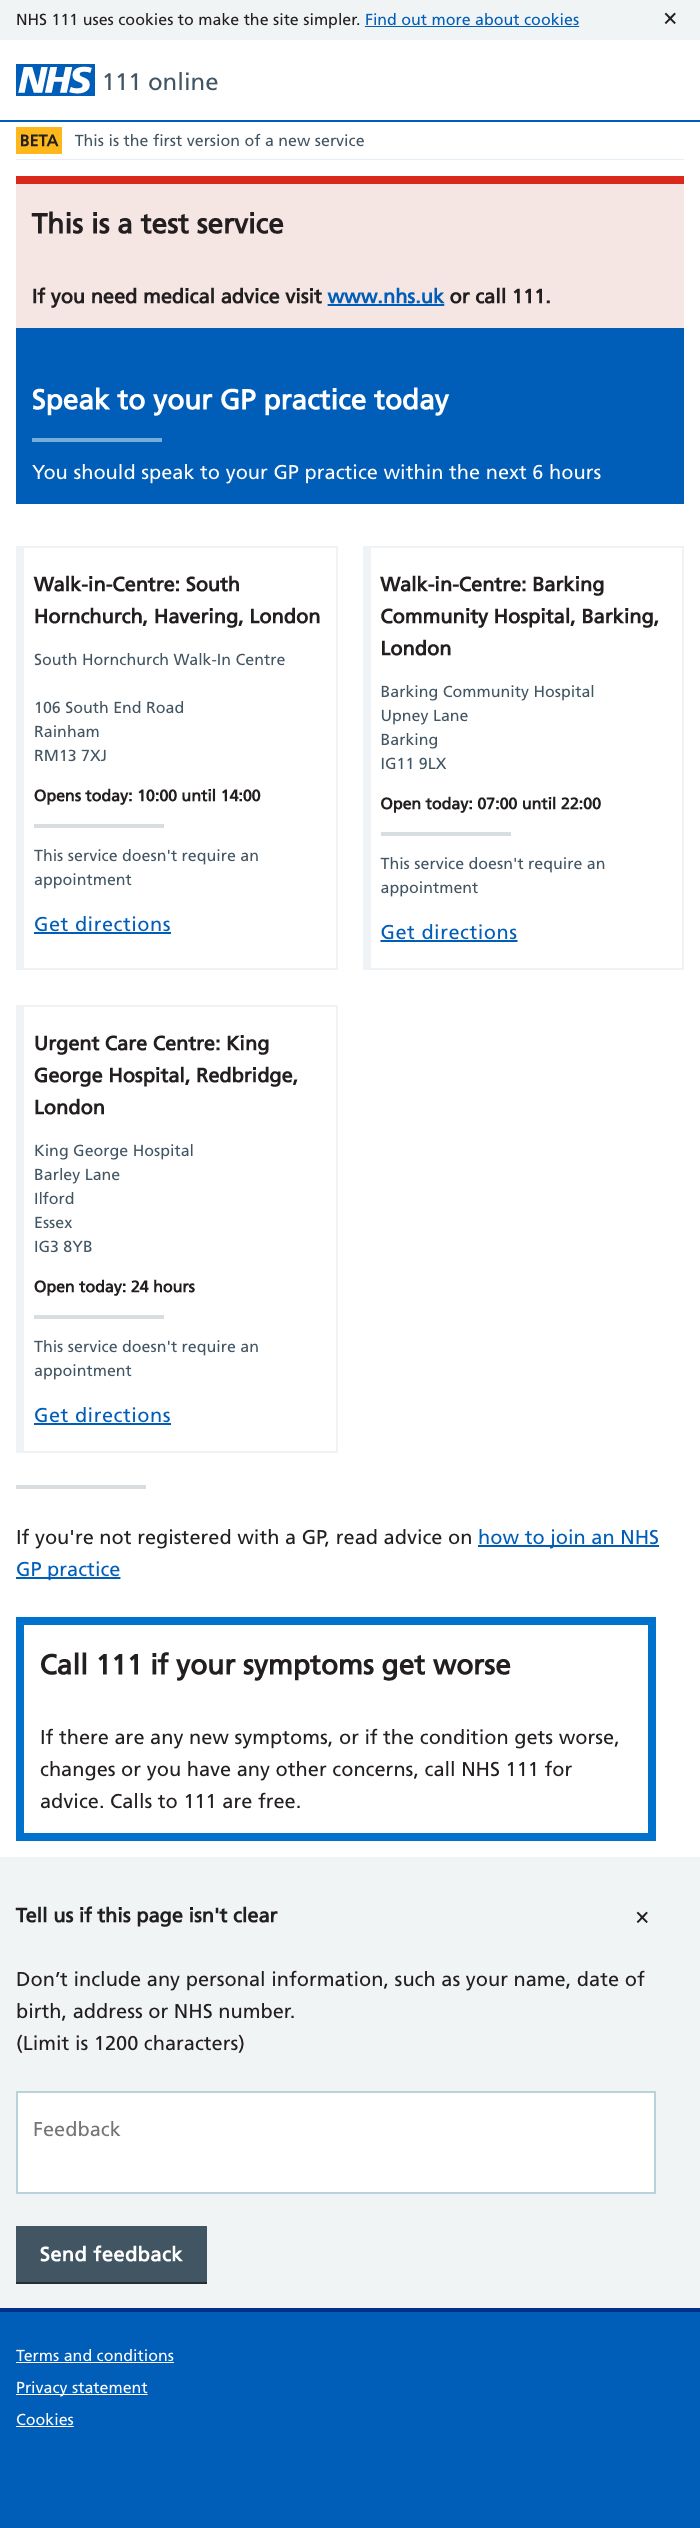 NHS 111 uses cookies to make the site simpler. Find out more about cookies ✕
NHS 111 online
BETA This is the first version of a new service
This is a test service
If you need medical advice visit www.nhs.uk or call 111.
Speak to your GP practice today
You should speak to your GP practice within the next 6 hours
Walk-in-Centre: South
Hornchurch, Havering, London
South Hornchurch Walk-In Centre
106 South End Road
Rainham
RM13 7XJ
Opens today: 10:00 until 14:00
This service doesn't require an
appointment
Get directions
Walk-in-Centre: Barking
Community Hospital, Barking,
London
Barking Community Hospital
Upney Lane
Barking
IG11 9LX
Open today: 07:00 until 22:00
This service doesn't require an
appointment
Get directions
Urgent Care Centre: King
George Hospital, Redbridge,
London
King George Hospital
Barley Lane
Ilford
Essex
IG3 8YB
Open today: 24 hours
This service doesn't require an
appointment
Get directions
If you're not registered with a GP, read advice on how to join an NHS
GP practice
Call 111 if your symptoms get worse
If there are any new symptoms, or if the condition gets worse,
changes or you have any other concerns, call NHS 111 for
advice. Calls to 111 are free.
Tell us if this page isn't clear ✕
Don’t include any personal information, such as your name, date of
birth, address or NHS number.
(Limit is 1200 characters)
Feedback
Send feedback
Terms and conditions
Privacy statement
Cookies